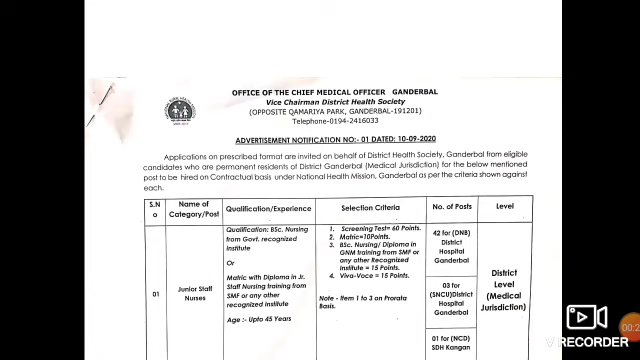 OFFICE OF THE CHIEF MEDICAL OFFICER GANDERBAL
Vice Chairman District Health Society
(OPPOSITE QAMARIYA PARK, GANDERBAL-191201)
Telephone-0194-2416033
ADVERTISEMENT NOTIFICATION NO:- 01 DATED: 10-09-2020
Applications on prescribed format are invited on behalf of District Health Society, Ganderbal from eligible
candidates who are permanent residents of District Ganderbal (Medical Jurisdiction) for the below mentioned
post to be hired on Contractual basis under National Health Mission, Ganderbal as per the criteria shown against
each.
S.N
o
Name of
Category/Post
Qualification/Experience
Selection Criteria
No. of Posts
Level
01
Junior Staff
Nurses
Qualification: BSc. Nursing
from Govt. recognized
Institute
Or
Matric with Diploma in Jr.
Staff Nursing training from
SMF or any other
recognized Institute
Age :- Upto 45 Years
1. Screening Test= 60 Points.
2. Matric=10Points.
3. BSc. Nursing/ Diploma in
GNM training from SMF or
any other Recognized
Institute = 15 Points.
4. Viva-Voce = 15 Points.
Note - Item 1 to 3 on Prorata
Basis.
42 for (DNB)
District
Hospital
Ganderbal
03 for
(SNCU)District
Hospital
Ganderbal
01 for (NCD)
SDH Kangan
District
Level
(Medical
Jurisdiction)
00:2
V RECORDER